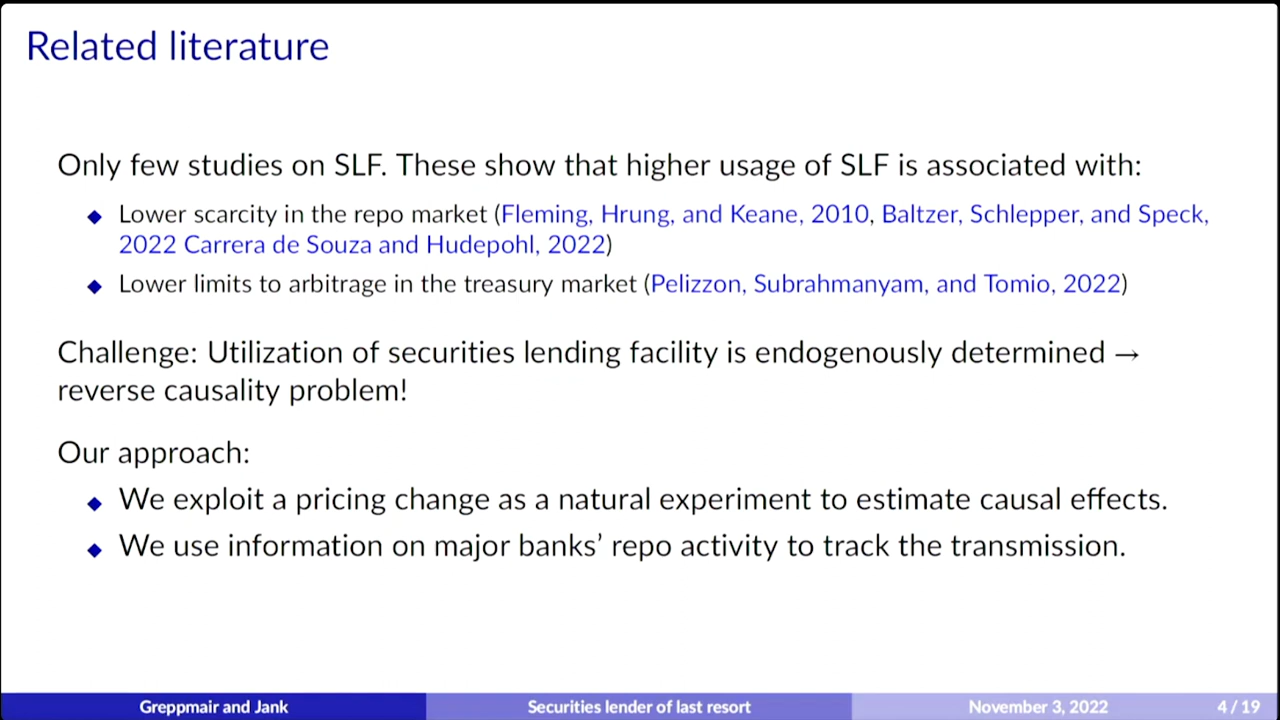 Related literature
Only few studies on SLF. These show that higher usage of SLF is associated with:
◆ Lower scarcity in the repo market (Fleming, Hrung, and Keane, 2010, Baltzer, Schlepper, and Speck,
2022 Carrera de Souza and Hudepohl, 2022)
◆ Lower limits to arbitrage in the treasury market (Pelizzon, Subrahmanyam, and Tomio, 2022)
Challenge: Utilization of securities lending facility is endogenously determined →
reverse causality problem!
Our approach:
◆ We exploit a pricing change as a natural experiment to estimate causal effects.
◆ We use information on major banks’ repo activity to track the transmission.
Greppmair and Jank Securities lender of last resort November 3, 2022 4 / 19